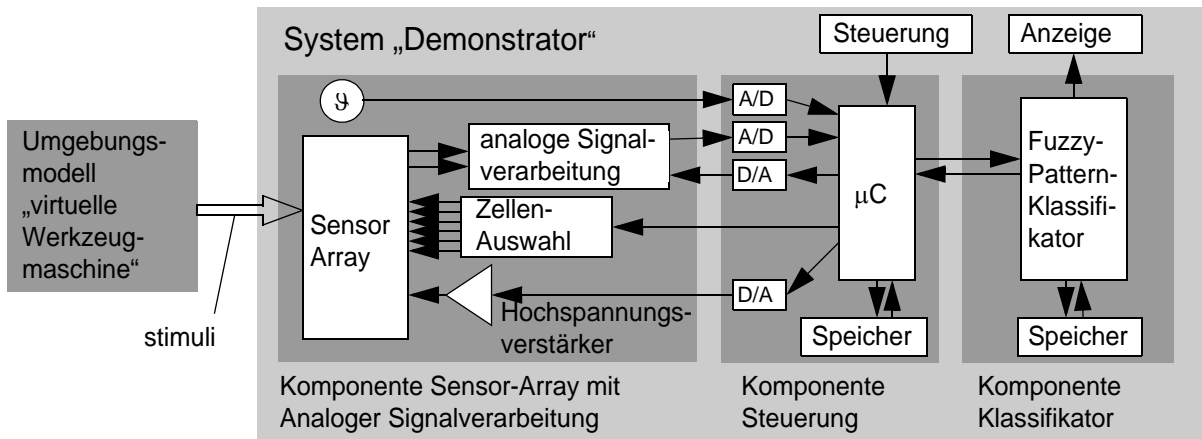 System „Demonstrator“
Steuerung
Anzeige
Umgebungs-
modell
„virtuelle
Werkzeug-
maschine“
stimuli
ϑ
Sensor
Array
analoge Signal-
verarbeitung
Zellen-
Auswahl
Hochspannungs-
verstärker
A/D
A/D
D/A
D/A
µC
Speicher
Fuzzy-
Pattern-
Klassifi-
kator
Speicher
Komponente Sensor-Array mit
Analoger Signalverarbeitung
Komponente
Steuerung
Komponente
Klassifikator